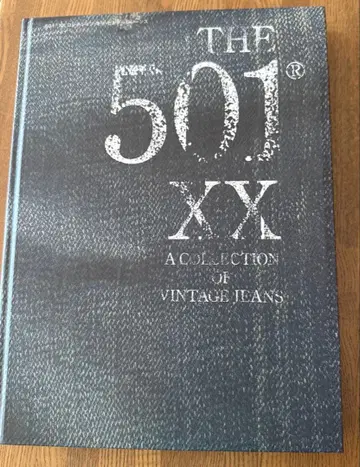 THE
501®
XX
A COLLECTION
OF
VINTAGE JEANS